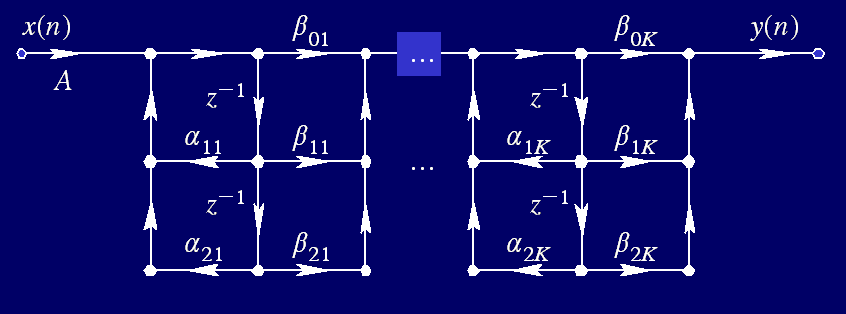 x(n) β₀₁ β₀K y(n)
A ...
z⁻¹ z⁻¹
α₁₁ β₁₁ ... α₁K β₁K
z⁻¹ z⁻¹
α₂₁ β₂₁ α₂K β₂K